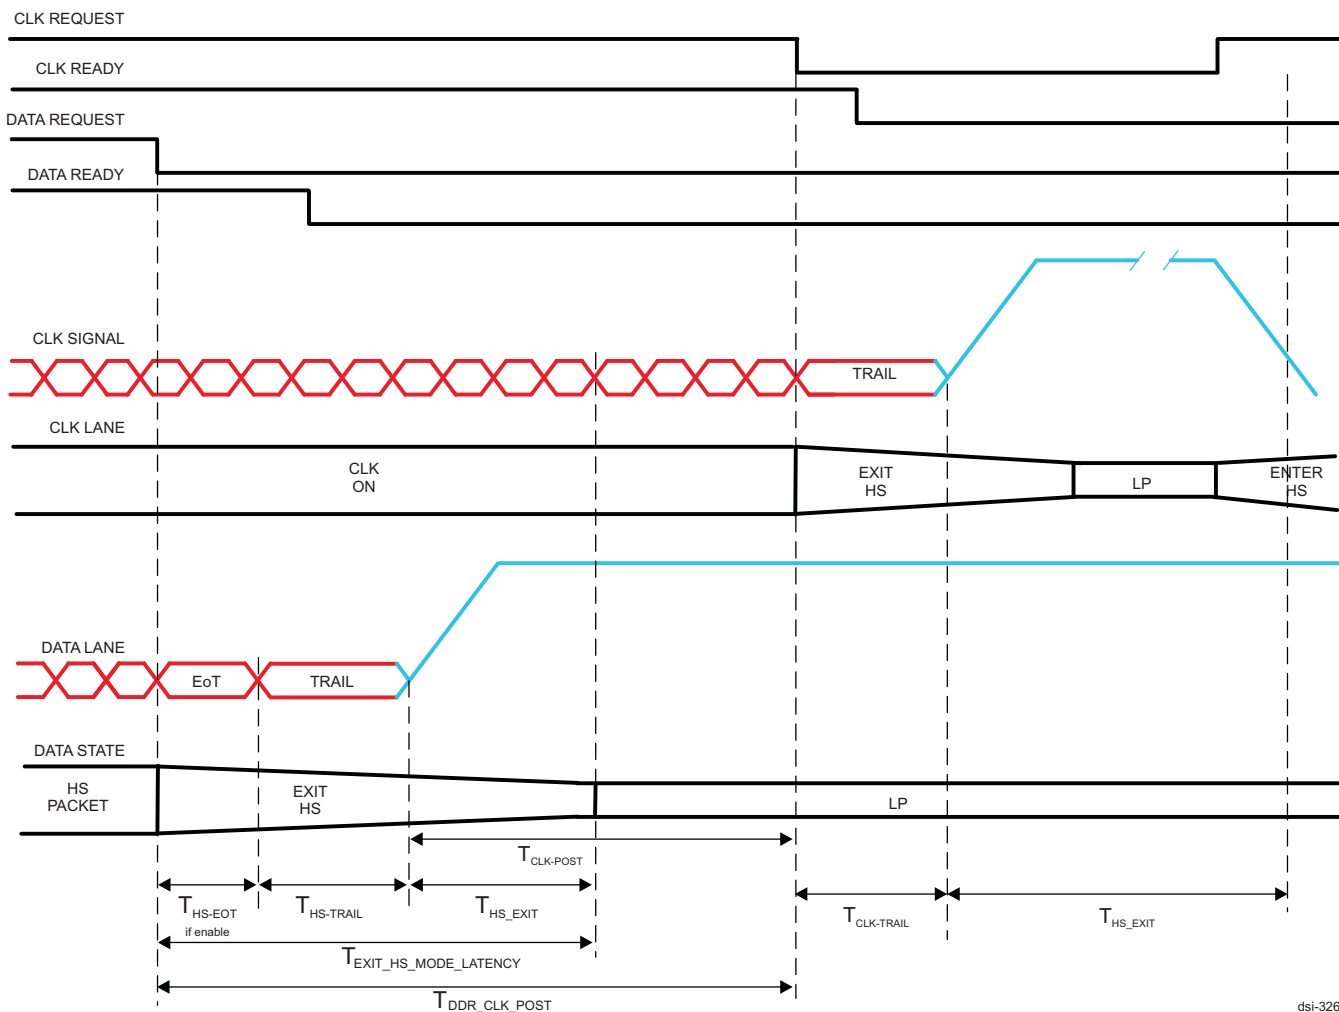 CLK REQUEST
CLK READY
DATA REQUEST
DATA READY
CLK SIGNAL
TRAIL
CLK LANE
CLK
ON
EXIT
HS
LP
ENTER
HS
DATA LANE
EoT
TRAIL
DATA STATE
HS
PACKET
EXIT
HS
LP
TCLK-POST
THS-EOT
if enable
THS-TRAIL
THS_EXIT
TCLK-TRAIL
THS_EXIT
TEXIT_HS_MODE_LATENCY
TDDR_CLK_POST
dsi-326